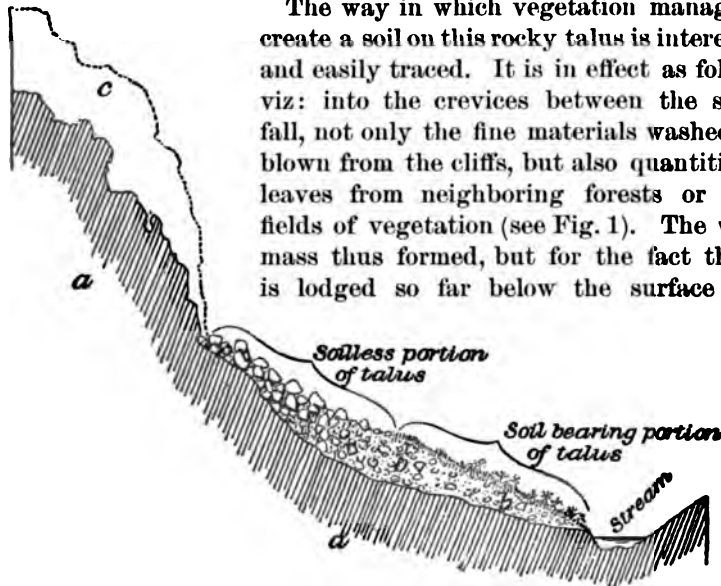 The way in which vegetation manag
create a soil on this rocky talus is intere
and easily traced. It is in effect as fol
viz: into the crevices between the s
fall, not only the fine materials washed
blown from the cliffs, but also quantiti
leaves from neighboring forests or
fields of vegetation (see Fig. 1). The
mass thus formed, but for the fact th
is lodged so far below the surface
c
a
Soilless portion
of talus
Soil bearing portion
of talus
Stream
b
b
d